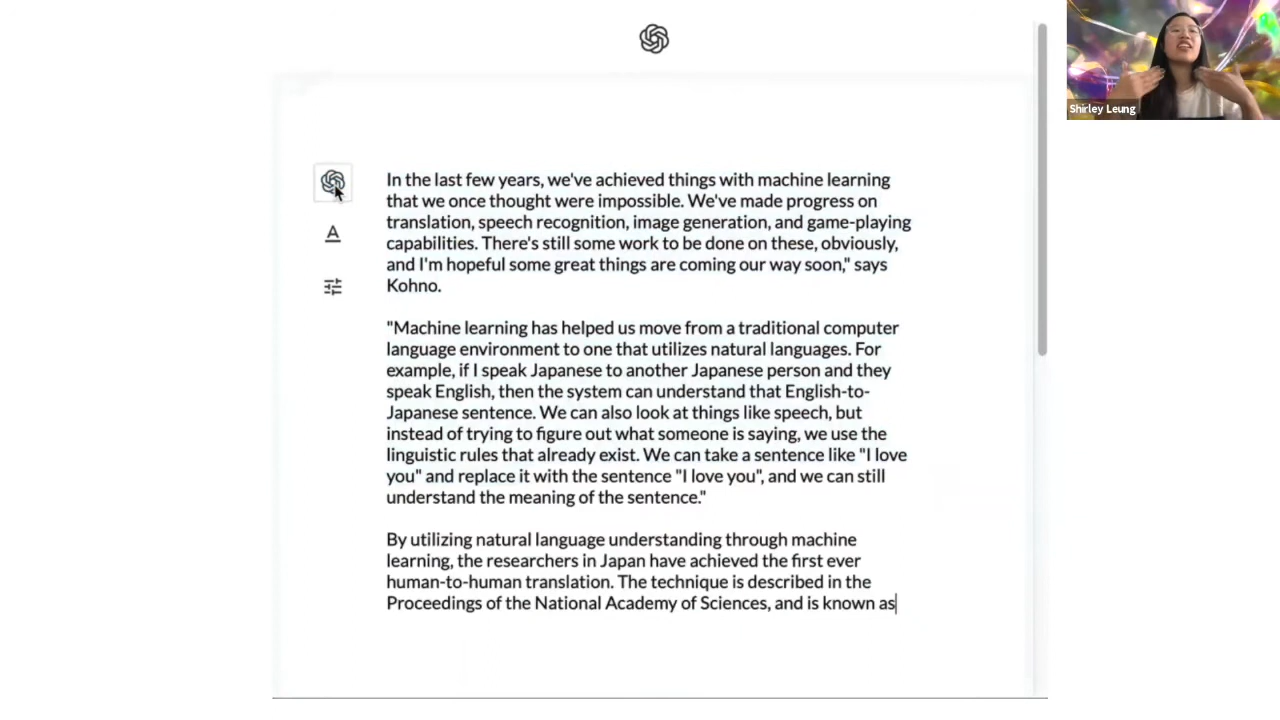 Shirley Leung
In the last few years, we've achieved things with machine learning
that we once thought were impossible. We've made progress on
translation, speech recognition, image generation, and game-playing
capabilities. There's still some work to be done on these, obviously,
and I'm hopeful some great things are coming our way soon," says
Kohno.
"Machine learning has helped us move from a traditional computer
language environment to one that utilizes natural languages. For
example, if I speak Japanese to another Japanese person and they
speak English, then the system can understand that English-to-
Japanese sentence. We can also look at things like speech, but
instead of trying to figure out what someone is saying, we use the
linguistic rules that already exist. We can take a sentence like "I love
you" and replace it with the sentence "I love you", and we can still
understand the meaning of the sentence."
By utilizing natural language understanding through machine
learning, the researchers in Japan have achieved the first ever
human-to-human translation. The technique is described in the
Proceedings of the National Academy of Sciences, and is known as